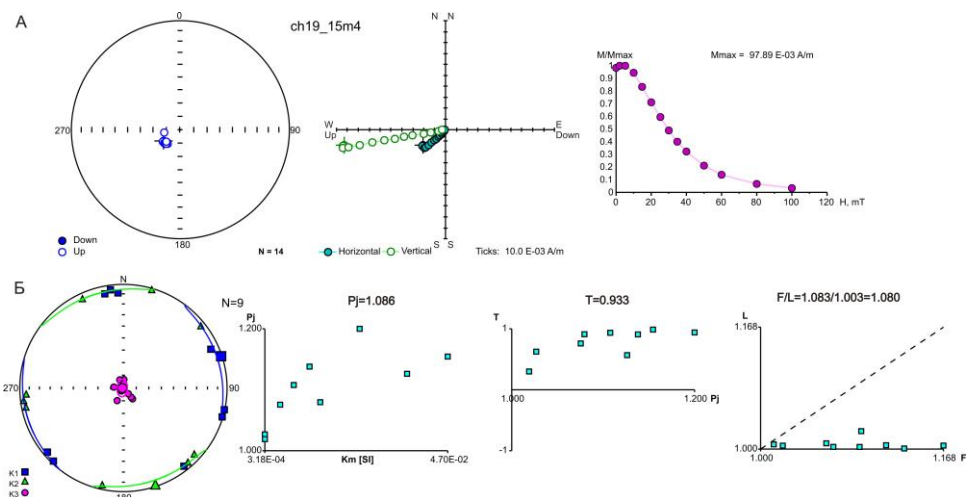 А
ch19_15m4
0
270
90
180
Down
Up
N = 14
N N
W
Up
E
Down
S S
Horizontal
Vertical
Ticks: 10.0 E-03 A/m
M/Mmax
Mmax = 97.89 E-03 A/m
1
0.9
0.8
0.7
0.6
0.5
0.4
0.3
0.2
0.1
0
0 20 40 60 80 100 120 H, mT
Б
N
270
90
180
K1
K2
K3
N=9
Pj=1.086
Pj
1.200
1.000
3.18E-04
Km [SI]
4.70E-02
T=0.933
T
1
-1
1.000
Pj
1.200
F/L=1.083/1.003=1.080
L
1.168
1.000
1.000
1.168 F